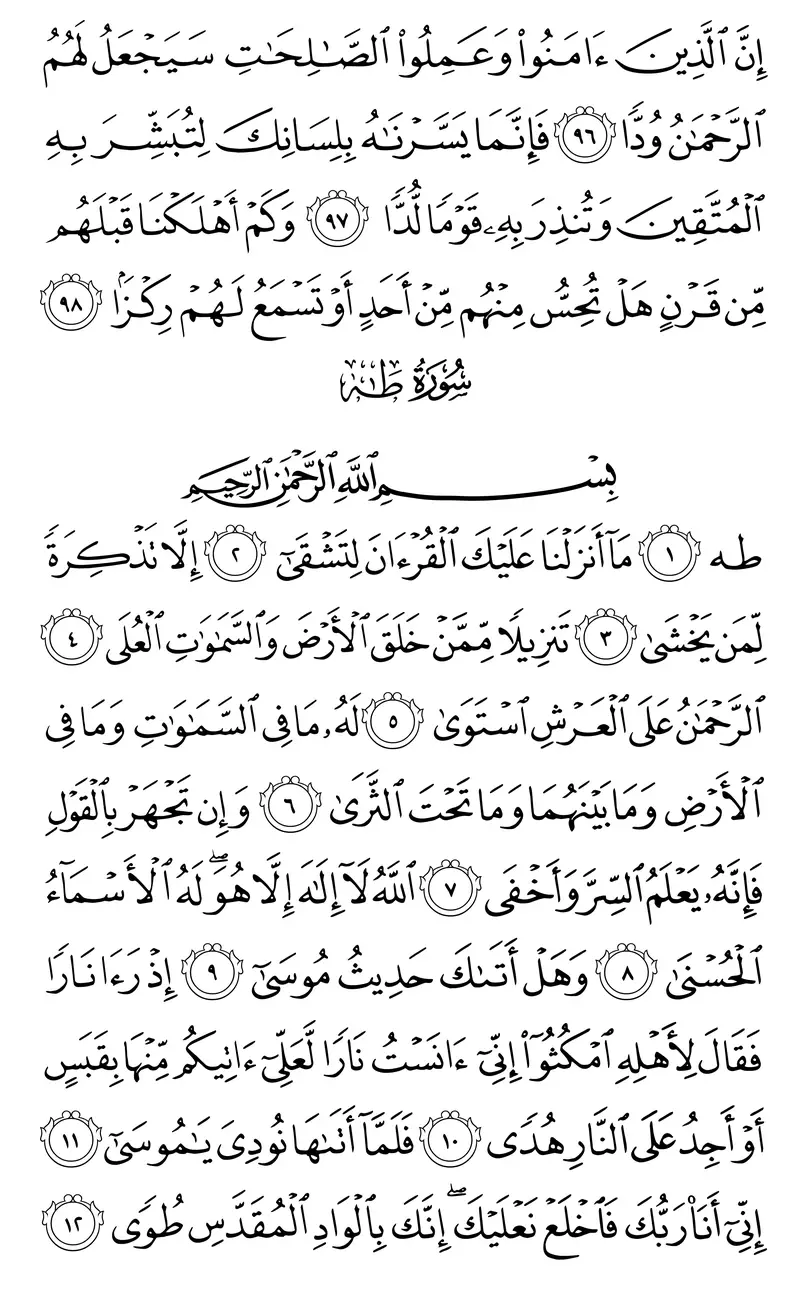 إِنَّ ٱلَّذِينَ ءَامَنُوا۟ وَعَمِلُوا۟ ٱلصَّـٰلِحَـٰتِ سَيَجْعَلُ لَهُمُ
ٱلرَّحْمَـٰنُ وُدًّا ٩٦ فَإِنَّمَا يَسَّرْنَـٰهُ بِلِسَانِكَ لِتُبَشِّرَ بِهِ
ٱلْمُتَّقِينَ وَتُنذِرَ بِهِۦ قَوْمًا لُّدًّا ٩٧ وَكَمْ أَهْلَكْنَا قَبْلَهُم
مِّن قَرْنٍ هَلْ تُحِسُّ مِنْهُم مِّنْ أَحَدٍ أَوْ تَسْمَعُ لَهُمْ رِكْزًۢا ٩٨
سُورَةُ طه
بِسْمِ ٱللَّهِ ٱلرَّحْمَـٰنِ ٱلرَّحِيمِ
طه ١ مَآ أَنزَلْنَا عَلَيْكَ ٱلْقُرْءَانَ لِتَشْقَىٰٓ ٢ إِلَّا تَذْكِرَةً
لِّمَن يَخْشَىٰ ٣ تَنزِيلًا مِّمَّنْ خَلَقَ ٱلْأَرْضَ وَٱلسَّمَـٰوَٰتِ ٱلْعُلَى ٤
ٱلرَّحْمَـٰنُ عَلَى ٱلْعَرْشِ ٱسْتَوَىٰ ٥ لَهُۥ مَا فِى ٱلسَّمَـٰوَٰتِ وَمَا فِى
ٱلْأَرْضِ وَمَا بَيْنَهُمَا وَمَا تَحْتَ ٱلثَّرَىٰ ٦ وَإِن تَجْهَرْ بِٱلْقَوْلِ
فَإِنَّهُۥ يَعْلَمُ ٱلسِّرَّ وَأَخْفَى ٧ ٱللَّهُ لَآ إِلَـٰهَ إِلَّا هُوَ ۖ لَهُ ٱلْأَسْمَآءُ
ٱلْحُسْنَىٰ ٨ وَهَلْ أَتَىٰكَ حَدِيثُ مُوسَىٰٓ ٩ إِذْ رَءَا نَارًا
فَقَالَ لِأَهْلِهِ ٱمْكُثُوٓا۟ إِنِّىٓ ءَانَسْتُ نَارًا لَّعَلِّىٓ ءَاتِيكُم مِّنْهَا بِقَبَسٍ
أَوْ أَجِدُ عَلَى ٱلنَّارِ هُدًى ١٠ فَلَمَّآ أَتَىٰهَا نُودِىَ يَـٰمُوسَىٰٓ ١١
إِنِّىٓ أَنَا۠ رَبُّكَ فَٱخْلَعْ نَعْلَيْكَ ۖ إِنَّكَ بِٱلْوَادِ ٱلْمُقَدَّسِ طُوًى ١٢